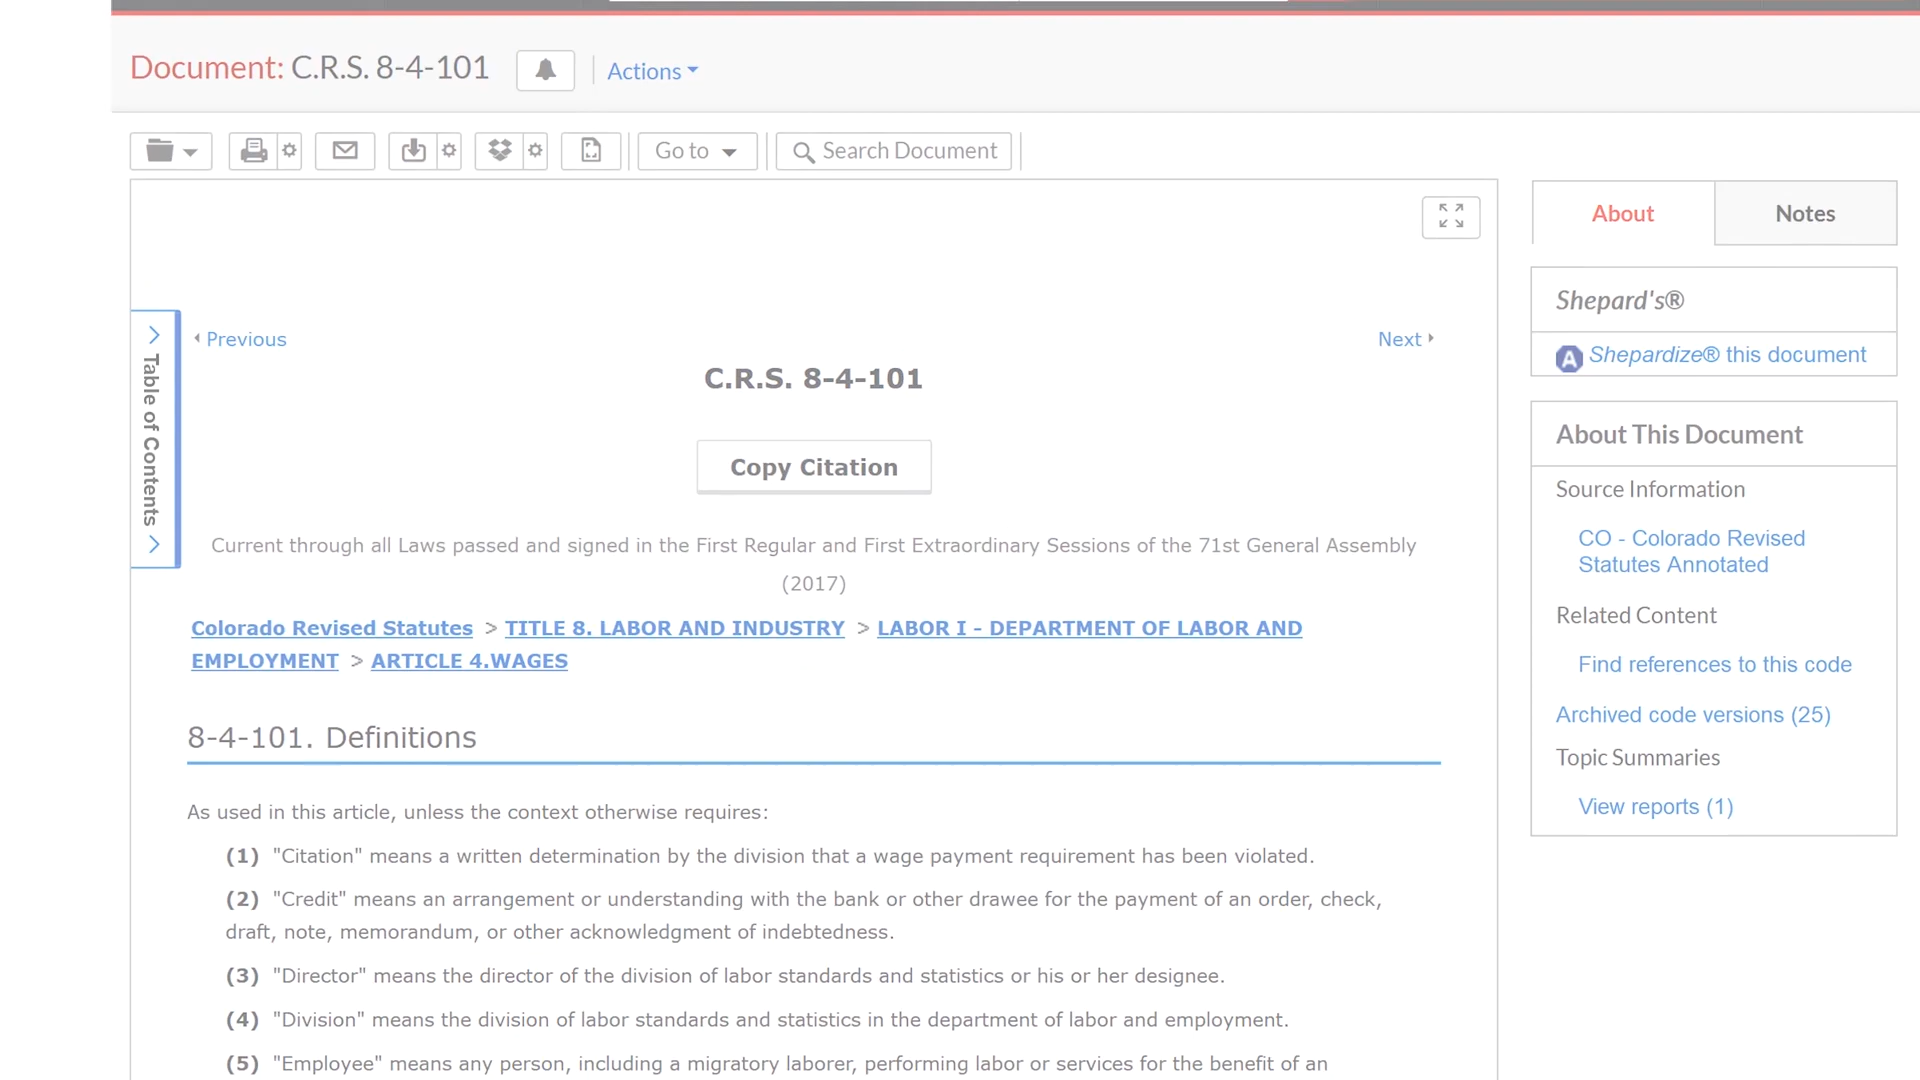 Document: C.R.S. 8-4-101
Actions
Go to
Search Document
About
Notes
Shepard's®
A Shepardize® this document
About This Document
Source Information
CO - Colorado Revised
Statutes Annotated
Related Content
Find references to this code
Archived code versions (25)
Topic Summaries
View reports (1)
Table of Contents
Previous
Next
C.R.S. 8-4-101
Copy Citation
Current through all Laws passed and signed in the First Regular and First Extraordinary Sessions of the 71st General Assembly
(2017)
Colorado Revised Statutes > TITLE 8. LABOR AND INDUSTRY > LABOR I - DEPARTMENT OF LABOR AND
EMPLOYMENT > ARTICLE 4.WAGES
8-4-101. Definitions
As used in this article, unless the context otherwise requires:
(1) "Citation" means a written determination by the division that a wage payment requirement has been violated.
(2) "Credit" means an arrangement or understanding with the bank or other drawee for the payment of an order, check,
draft, note, memorandum, or other acknowledgment of indebtedness.
(3) "Director" means the director of the division of labor standards and statistics or his or her designee.
(4) "Division" means the division of labor standards and statistics in the department of labor and employment.
(5) "Employee" means any person, including a migratory laborer, performing labor or services for the benefit of an